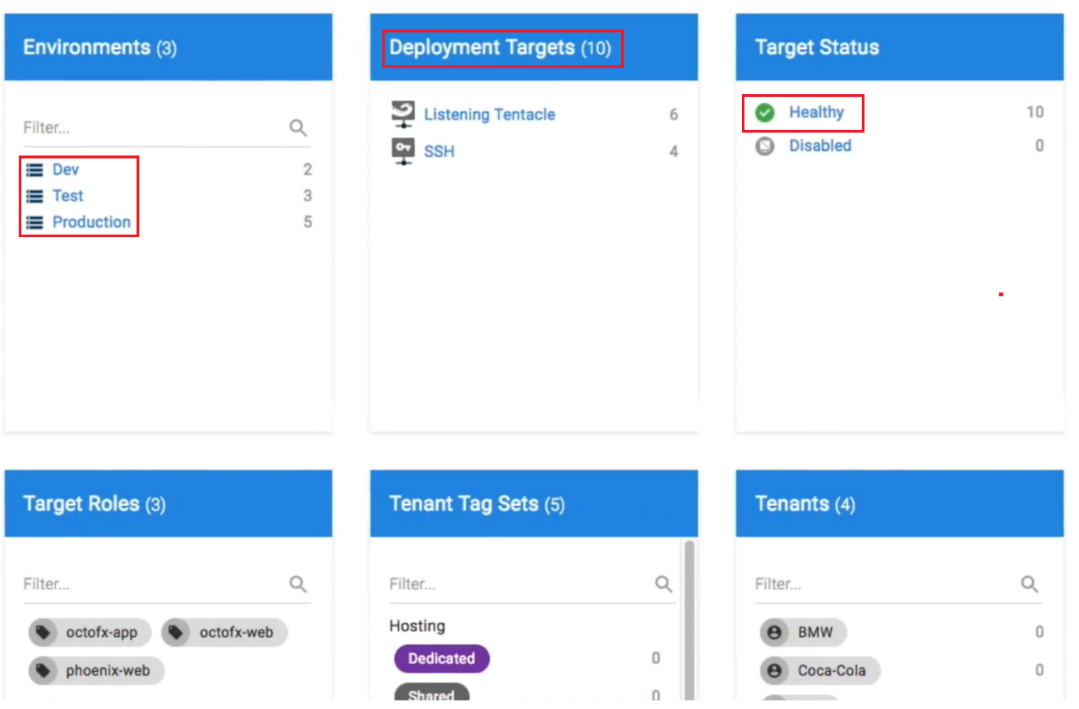 Environments (3)
Filter...
Dev 2
Test 3
Production 5
Deployment Targets (10)
Listening Tentacle 6
SSH 4
Target Status
Healthy 10
Disabled 0
Target Roles (3)
Filter...
octofx-app octofx-web
phoenix-web
Tenant Tag Sets (5)
Filter...
Hosting
Dedicated 0
Shared 0
Tenants (4)
Filter...
BMW 0
Coca-Cola 0